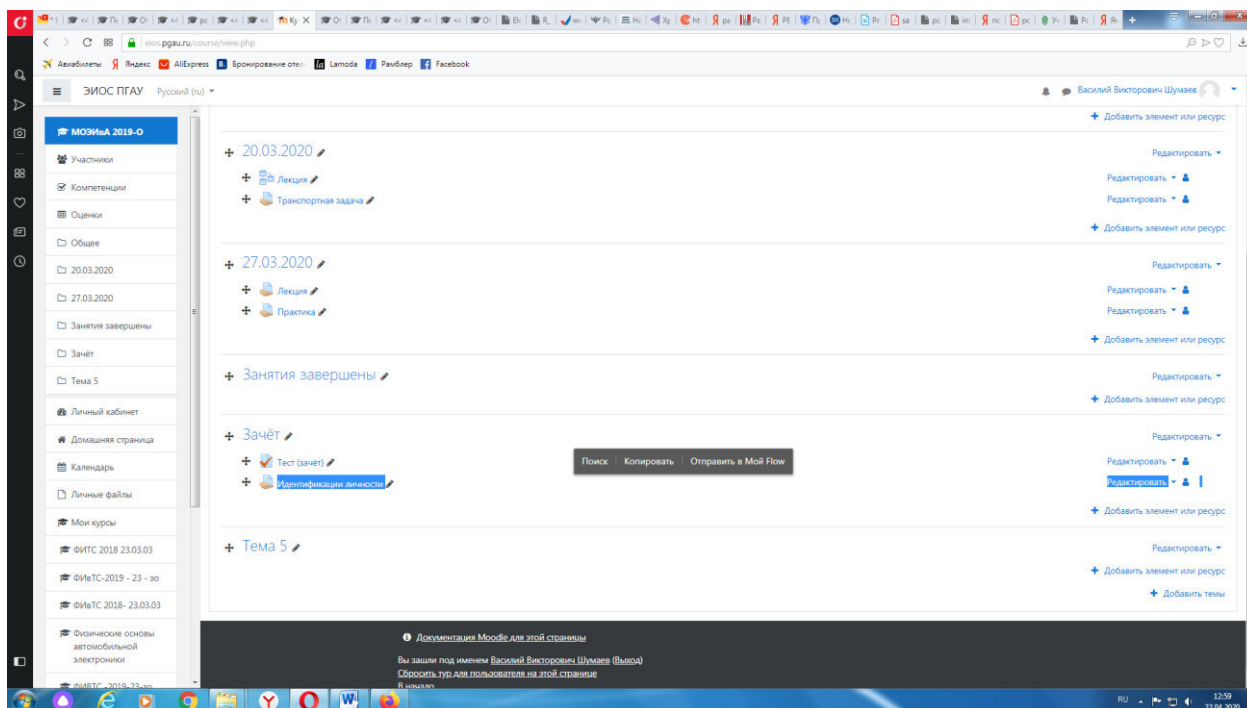 eios.pgau.ru/course/view.php
Авиабилеты Яндекс AliExpress Бронирование отел Lamoda Рамблер Facebook
ЭИОС ПГАУ Русский (ru) Василий Викторович Шумаев
МОЭИвА 2019-О
Участники
Компетенции
Оценки
Общее
20.03.2020
27.03.2020
Занятия завершены
Зачёт
Тема 5
Личный кабинет
Домашняя страница
Календарь
Личные файлы
Мои курсы
ФИТС 2018 23.03.03
ФИвТС-2019 - 23 - зо
ФИвТС 2018- 23.03.03
Физические основы
автомобильной
электроники
Добавить элемент или ресурс
20.03.2020 Редактировать
Лекция Редактировать
Транспортная задача Редактировать
Добавить элемент или ресурс
27.03.2020 Редактировать
Лекция Редактировать
Практика Редактировать
Добавить элемент или ресурс
Занятия завершены Редактировать
Добавить элемент или ресурс
Зачёт Редактировать
Поиск Копировать Отправить в Мой Flow
Тест (зачет) Редактировать
Идентификации личности Редактировать
Добавить элемент или ресурс
Тема 5 Редактировать
Добавить элемент или ресурс
Добавить темы
Документация Moodle для этой страницы
Вы зашли под именем Василий Викторович Шумаев (Выход)
Сбросить тур для пользователя на этой странице
В начало
RU 12:59
22.04.2020